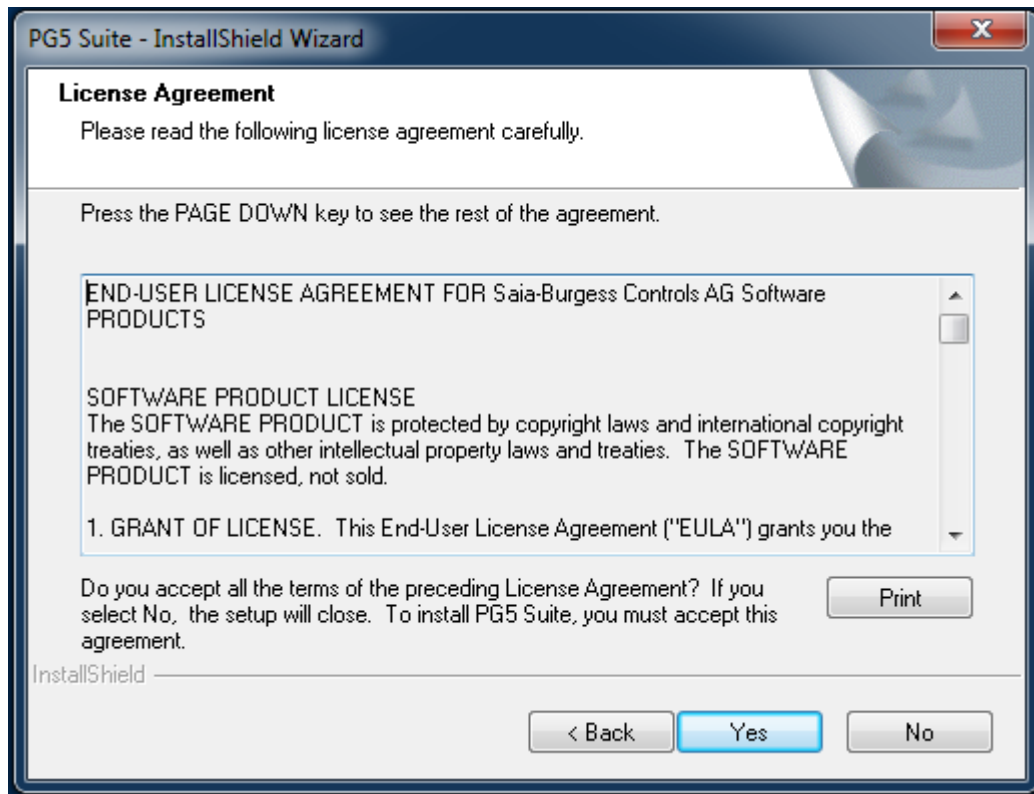 PG5 Suite - InstallShield Wizard
License Agreement
Please read the following license agreement carefully.
Press the PAGE DOWN key to see the rest of the agreement.
END-USER LICENSE AGREEMENT FOR Saia-Burgess Controls AG Software
PRODUCTS
SOFTWARE PRODUCT LICENSE
The SOFTWARE PRODUCT is protected by copyright laws and international copyright
treaties, as well as other intellectual property laws and treaties.  The SOFTWARE
PRODUCT is licensed, not sold.
1. GRANT OF LICENSE.  This End-User License Agreement ("EULA") grants you the
Do you accept all the terms of the preceding License Agreement?  If you
select No,  the setup will close.  To install PG5 Suite, you must accept this
agreement.
Print
InstallShield
< Back
Yes
No